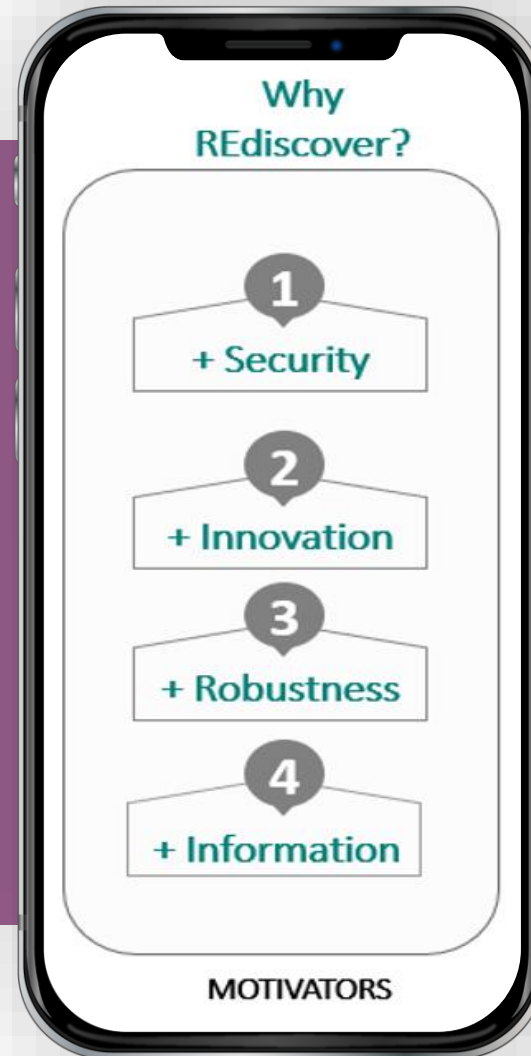 Why
REdiscover?
1
+ Security
2
+ Innovation
3
+ Robustness
4
+ Information
MOTIVATORS